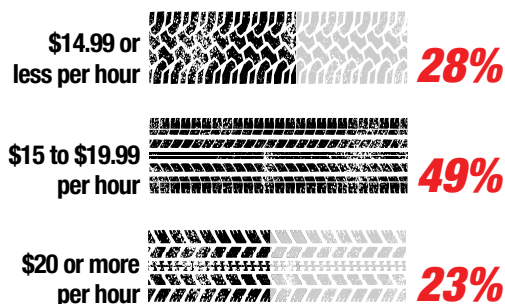 $14.99 or
less per hour
28%
$15 to $19.99
per hour
49%
$20 or more
per hour
23%